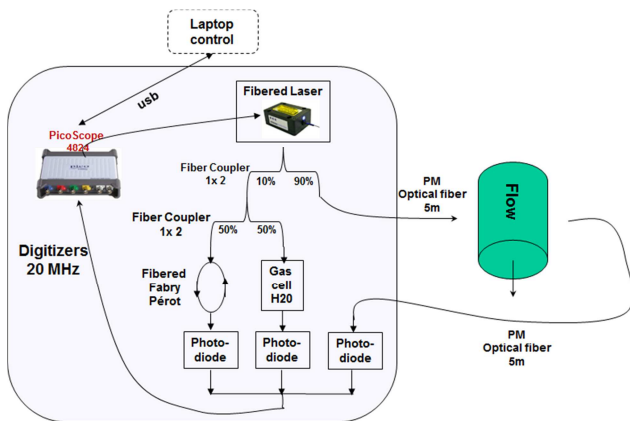 Laptop
control
usb
Fibered Laser
PicoScope
4824
Fiber Coupler
1x 2
10%
90%
PM
Optical fiber
5m
Flow
Fiber Coupler
1x 2
50%
50%
Digitizers
20 MHz
Fibered
Fabry
Pérot
Gas
cell
H20
Photo-
diode
Photo-
diode
Photo-
diode
PM
Optical fiber
5m